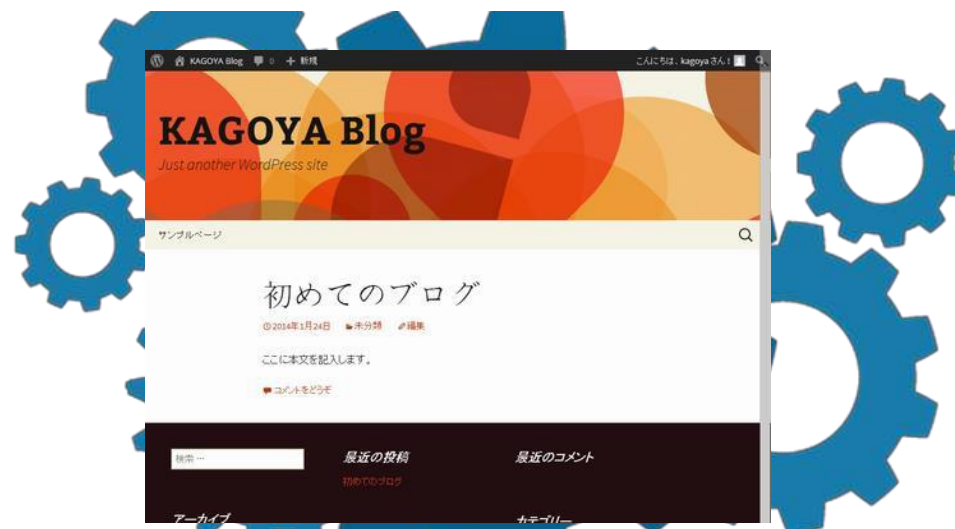 KAGOYA Blog 0 新規 こんにちは、kagoya さん！
KAGOYA Blog
Just another WordPress site
サンプルページ
初めてのブログ
2014年1月24日 未分類 編集
ここに本文を記入します。
コメントをどうぞ
検索 … 最近の投稿 最近のコメント
初めてのブログ
アーカイブ カテゴリー